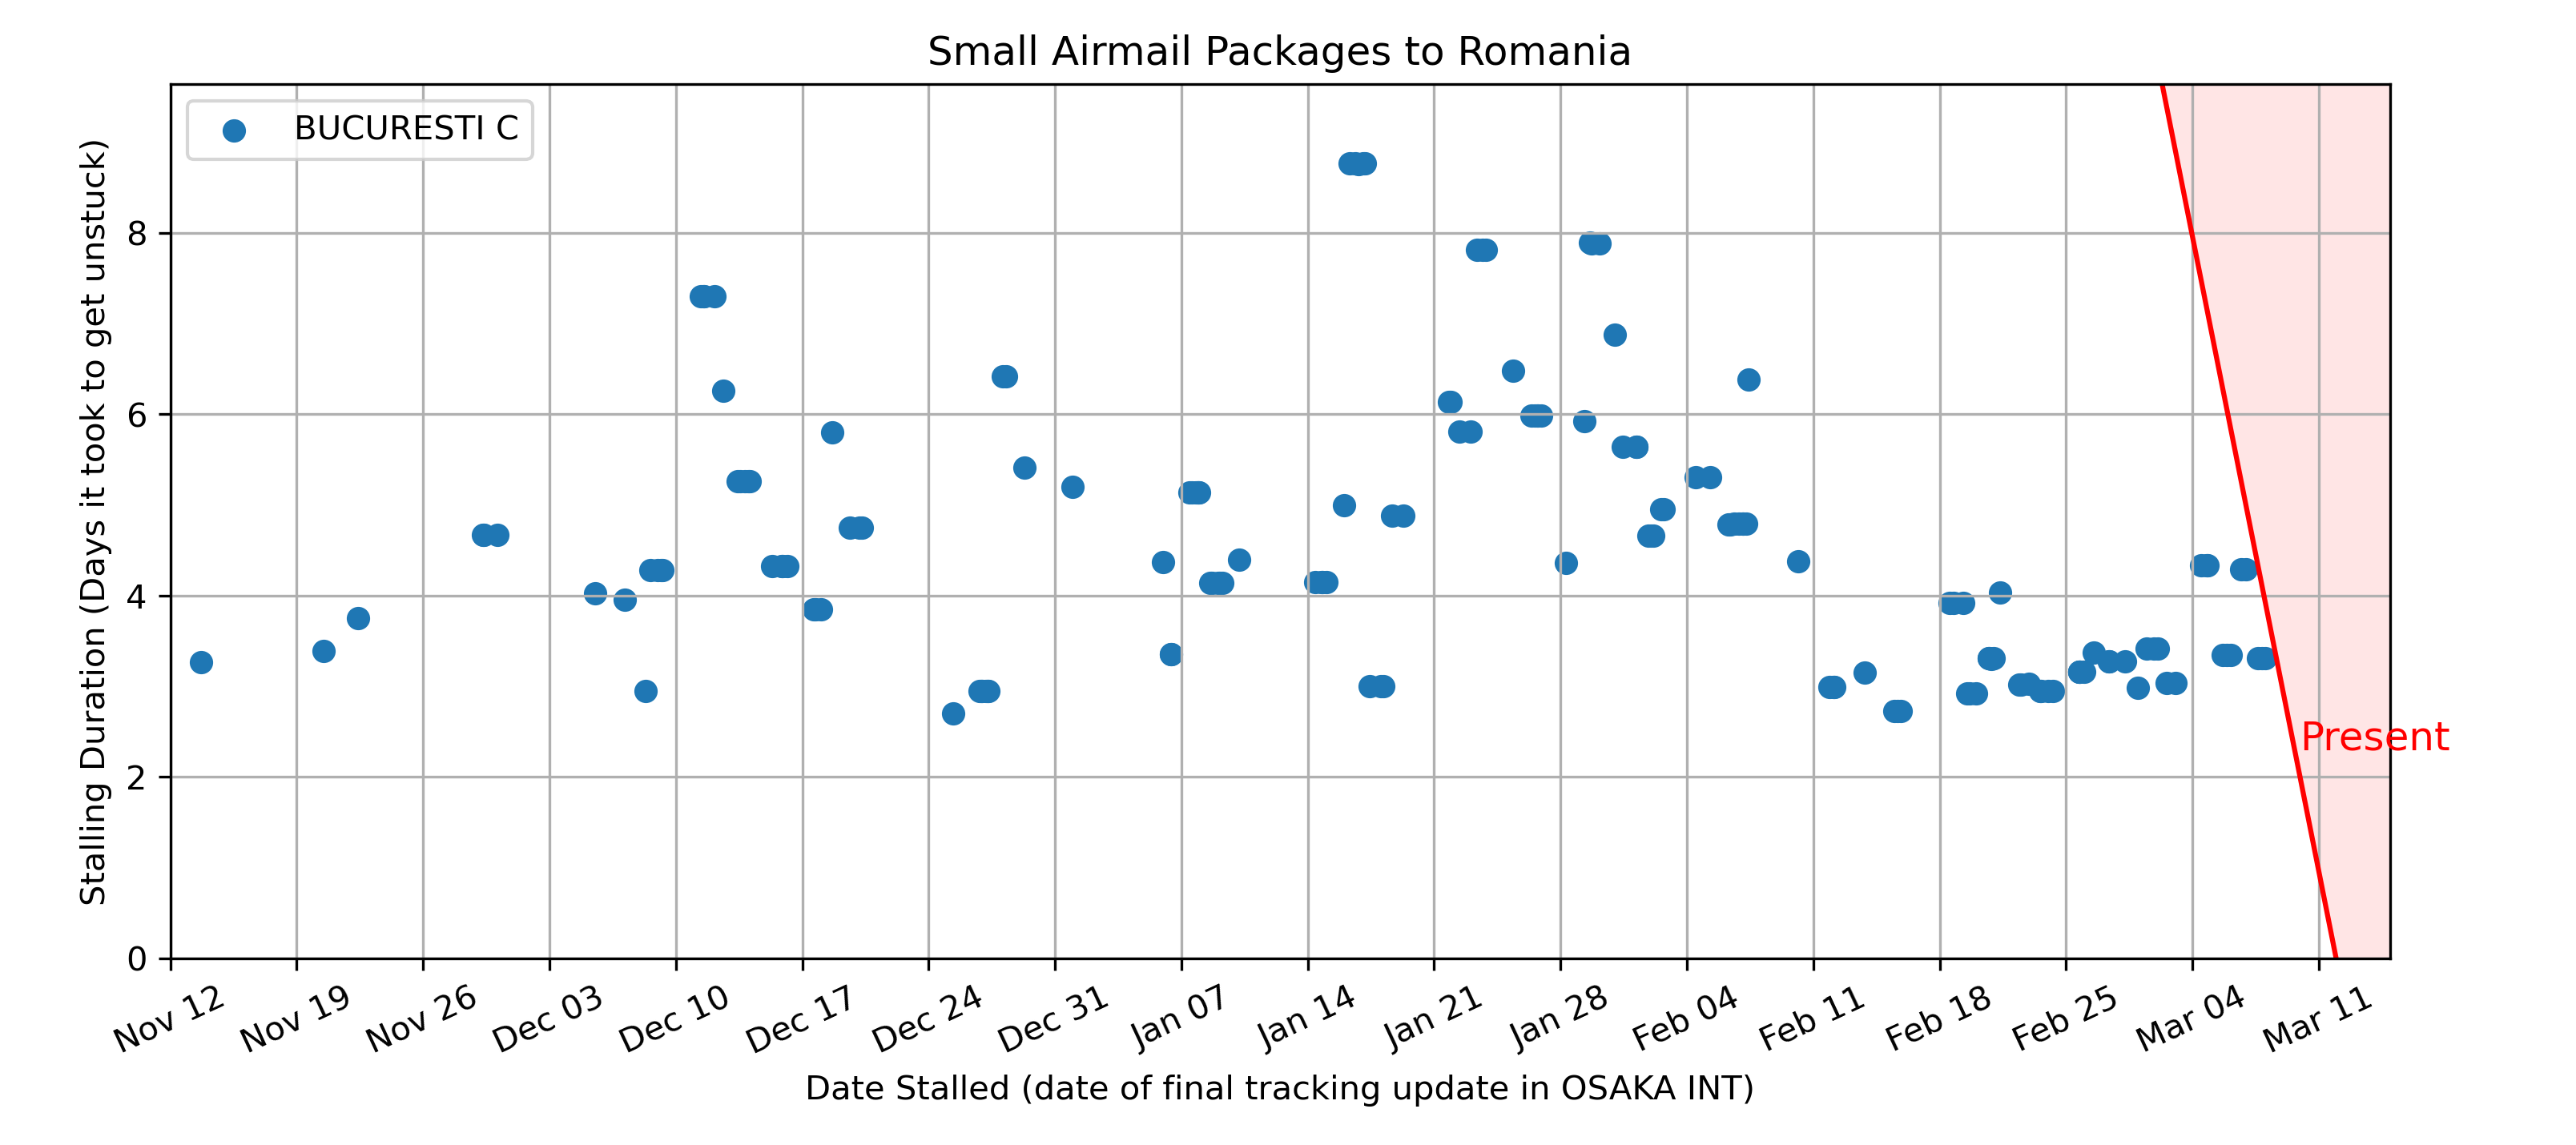 Small Airmail Packages to Romania
BUCURESTI C
Stalling Duration (Days it took to get unstuck)
8
6
4
2
0
Present
Nov 12
Nov 19
Nov 26
Dec 03
Dec 10
Dec 17
Dec 24
Dec 31
Jan 07
Jan 14
Jan 21
Jan 28
Feb 04
Feb 11
Feb 18
Feb 25
Mar 04
Mar 11
Date Stalled (date of final tracking update in OSAKA INT)